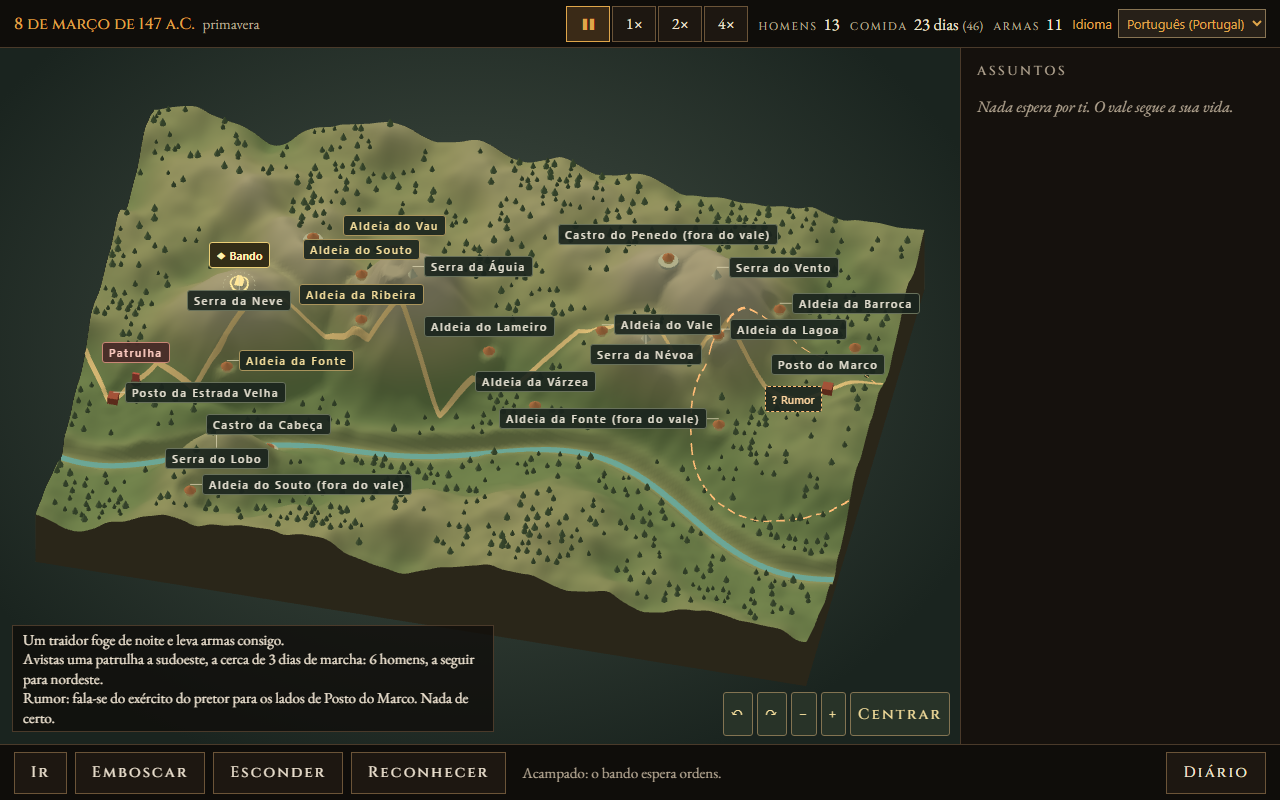 8 DE MARÇO DE 147 A.C. primavera
1× 2× 4× HOMENS 13 COMIDA 23 dias (46) ARMAS 11 Idioma Português (Portugal)
ASSUNTOS
Nada espera por ti. O vale segue a sua vida.
Aldeia do Vau
Castro do Penedo (fora do vale)
Aldeia do Souto
◆ Bando
Serra da Águia
Serra do Vento
Serra da Neve
Aldeia da Ribeira
Aldeia da Barroca
Aldeia do Lameiro
Aldeia do Vale
Aldeia da Lagoa
Patrulha
Aldeia da Fonte
Serra da Névoa
Posto do Marco
Posto da Estrada Velha
Aldeia da Várzea
? Rumor
Castro da Cabeça
Aldeia da Fonte (fora do vale)
Serra do Lobo
Aldeia do Souto (fora do vale)
Um traidor foge de noite e leva armas consigo.
Avistas uma patrulha a sudoeste, a cerca de 3 dias de marcha: 6 homens, a seguir
para nordeste.
Rumor: fala-se do exército do pretor para os lados de Posto do Marco. Nada de
certo.
− + CENTRAR
IR EMBOSCAR ESCONDER RECONHECER Acampado: o bando espera ordens. DIÁRIO